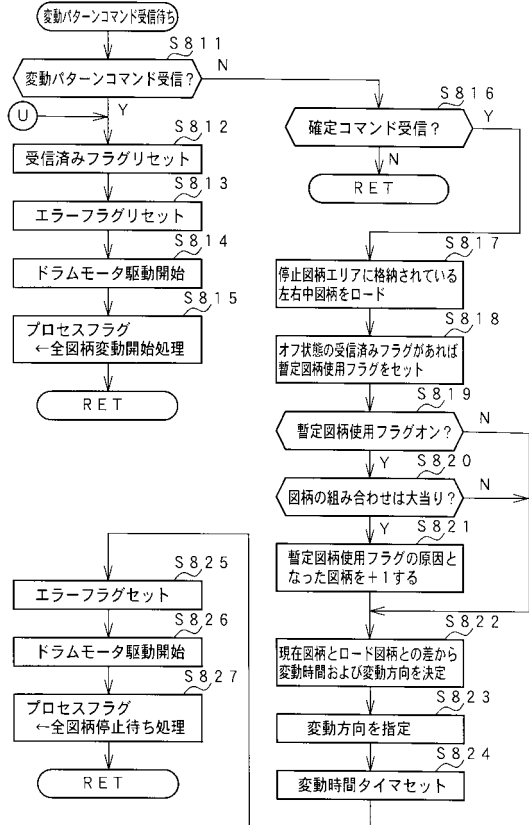 変動パターンコマンド受信待ち
S811
変動パターンコマンド受信？
N
Y
U
S812
受信済みフラグリセット
S813
エラーフラグリセット
S814
ドラムモータ駆動開始
S815
プロセスフラグ
←全図柄変動開始処理
RET
S816
確定コマンド受信？
Y
N
RET
S817
停止図柄エリアに格納されている
左右中図柄をロード
S818
オフ状態の受信済みフラグがあれば
暫定図柄使用フラグをセット
S819
暫定図柄使用フラグオン？
N
Y
S820
図柄の組み合わせは大当り？
N
Y
S821
暫定図柄使用フラグの原因と
なった図柄を＋1する
S822
現在図柄とロード図柄との差から
変動時間および変動方向を決定
S823
変動方向を指定
S824
変動時間タイマセット
S825
エラーフラグセット
S826
ドラムモータ駆動開始
S827
プロセスフラグ
←全図柄停止待ち処理
RET